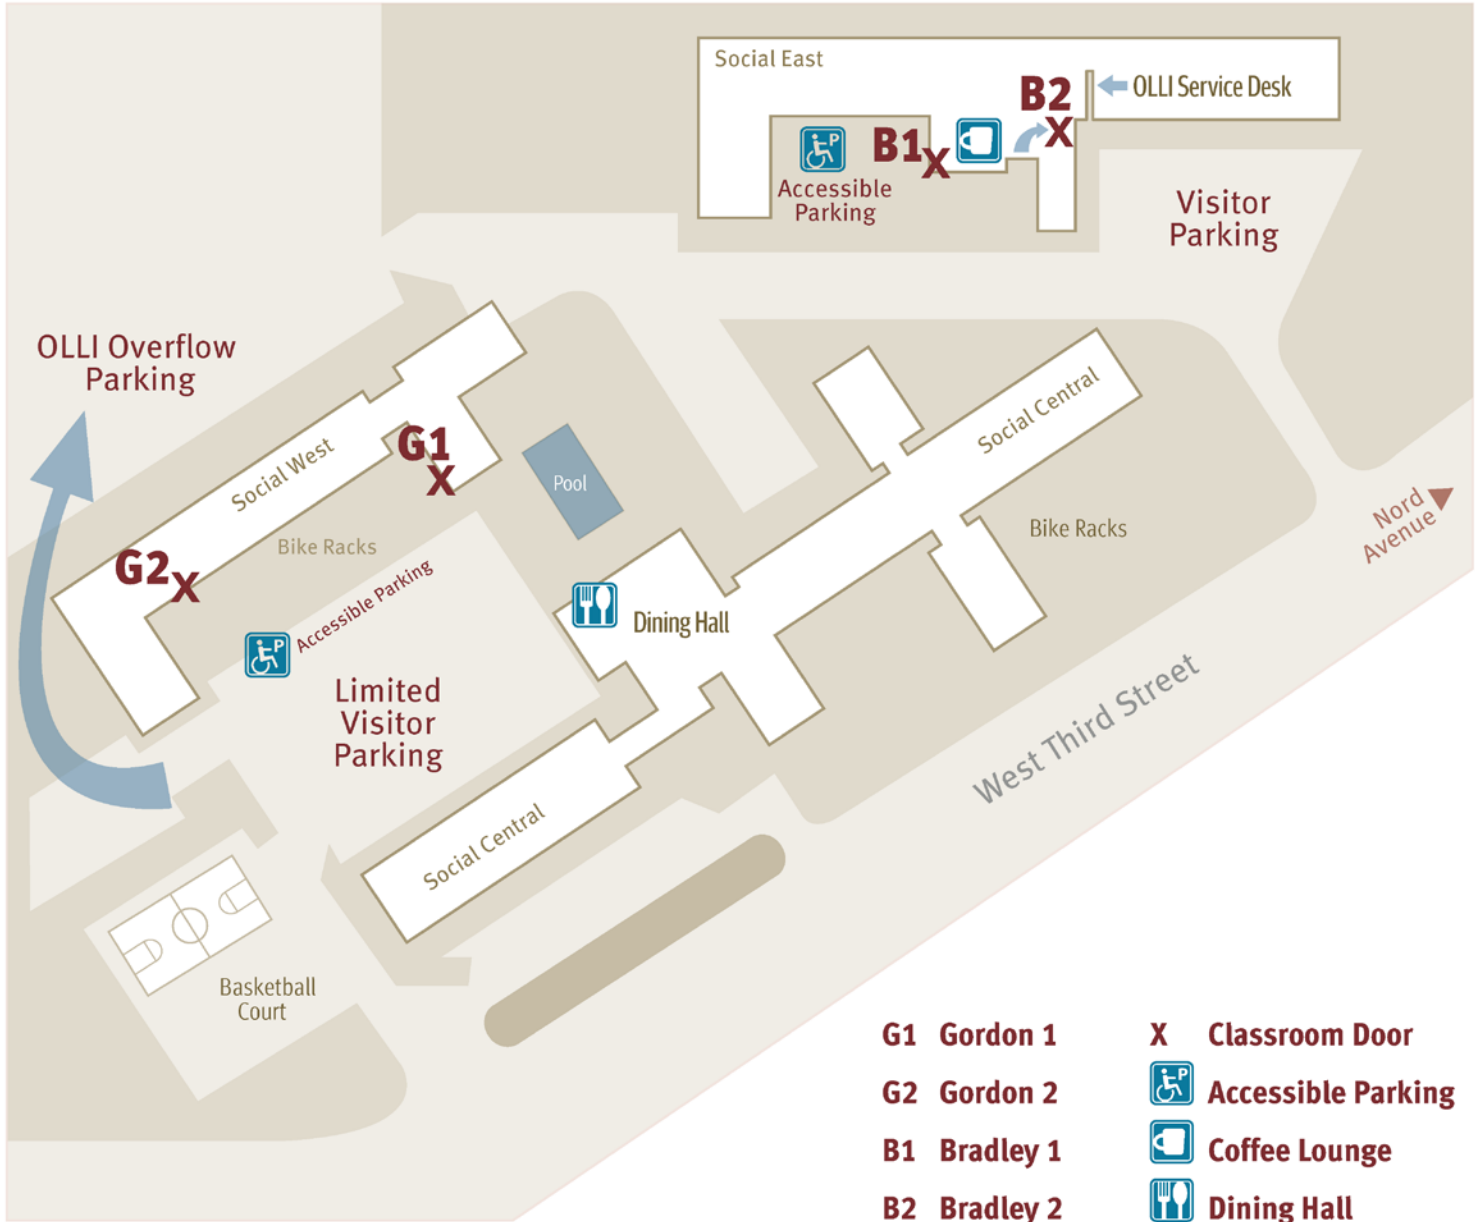 Social East
B2
OLLI Service Desk
B1
X
X
P
Accessible
Parking
Visitor
Parking
OLLI Overflow
Parking
Social West
G1
X
Pool
Social Central
Bike Racks
Nord
Avenue
G2
X
Bike Racks
Accessible Parking
P
Dining Hall
Limited
Visitor
Parking
West Third Street
Social Central
Basketball
Court
G1 Gordon 1
G2 Gordon 2
B1 Bradley 1
B2 Bradley 2
X Classroom Door
P Accessible Parking
Coffee Lounge
Dining Hall